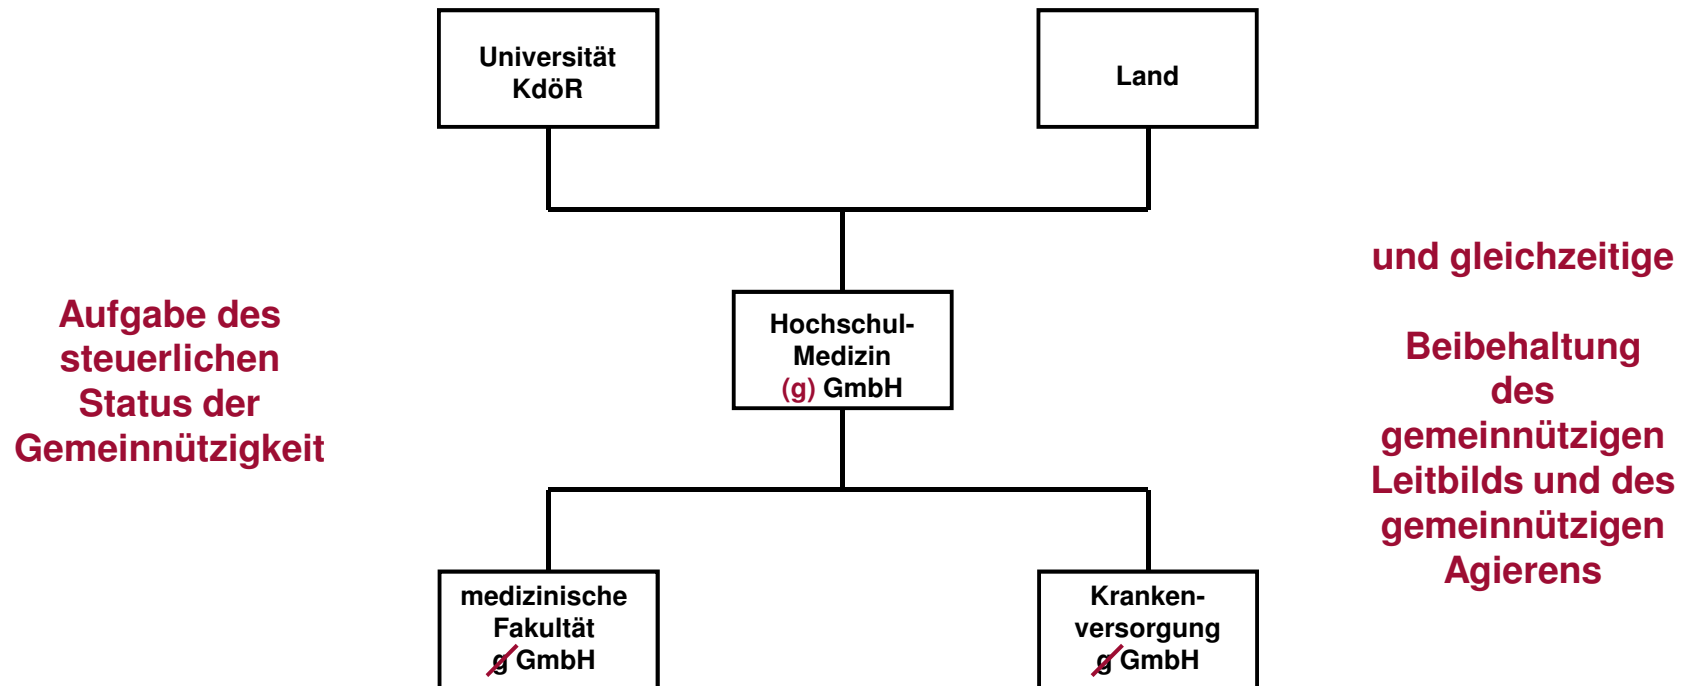 Universität
KdöR
Land
Aufgabe des
steuerlichen
Status der
Gemeinnützigkeit
Hochschul-
Medizin
(g) GmbH
und gleichzeitige
Beibehaltung
des
gemeinnützigen
Leitbilds und des
gemeinnützigen
Agierens
medizinische
Fakultät
g GmbH
Kranken-
versorgung
g GmbH